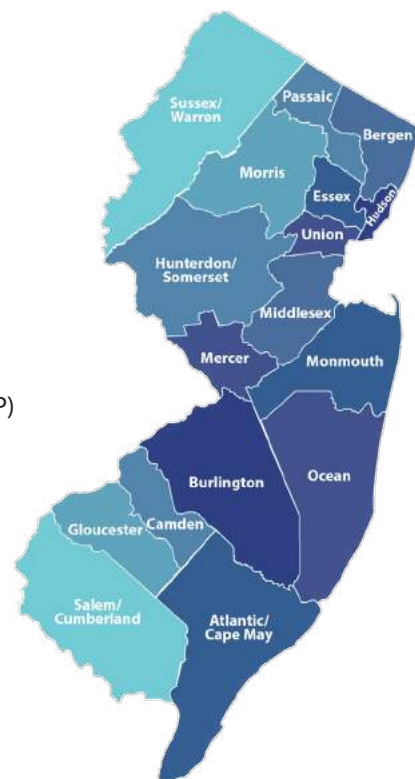 Sussex/
Warren
Passaic
Bergen
Morris
Essex
Hudson
Union
Hunterdon/
Somerset
Middlesex
Mercer
Monmouth
P)
Burlington
Ocean
Camden
Gloucester
Salem/
Cumberland
Atlantic/
Cape May